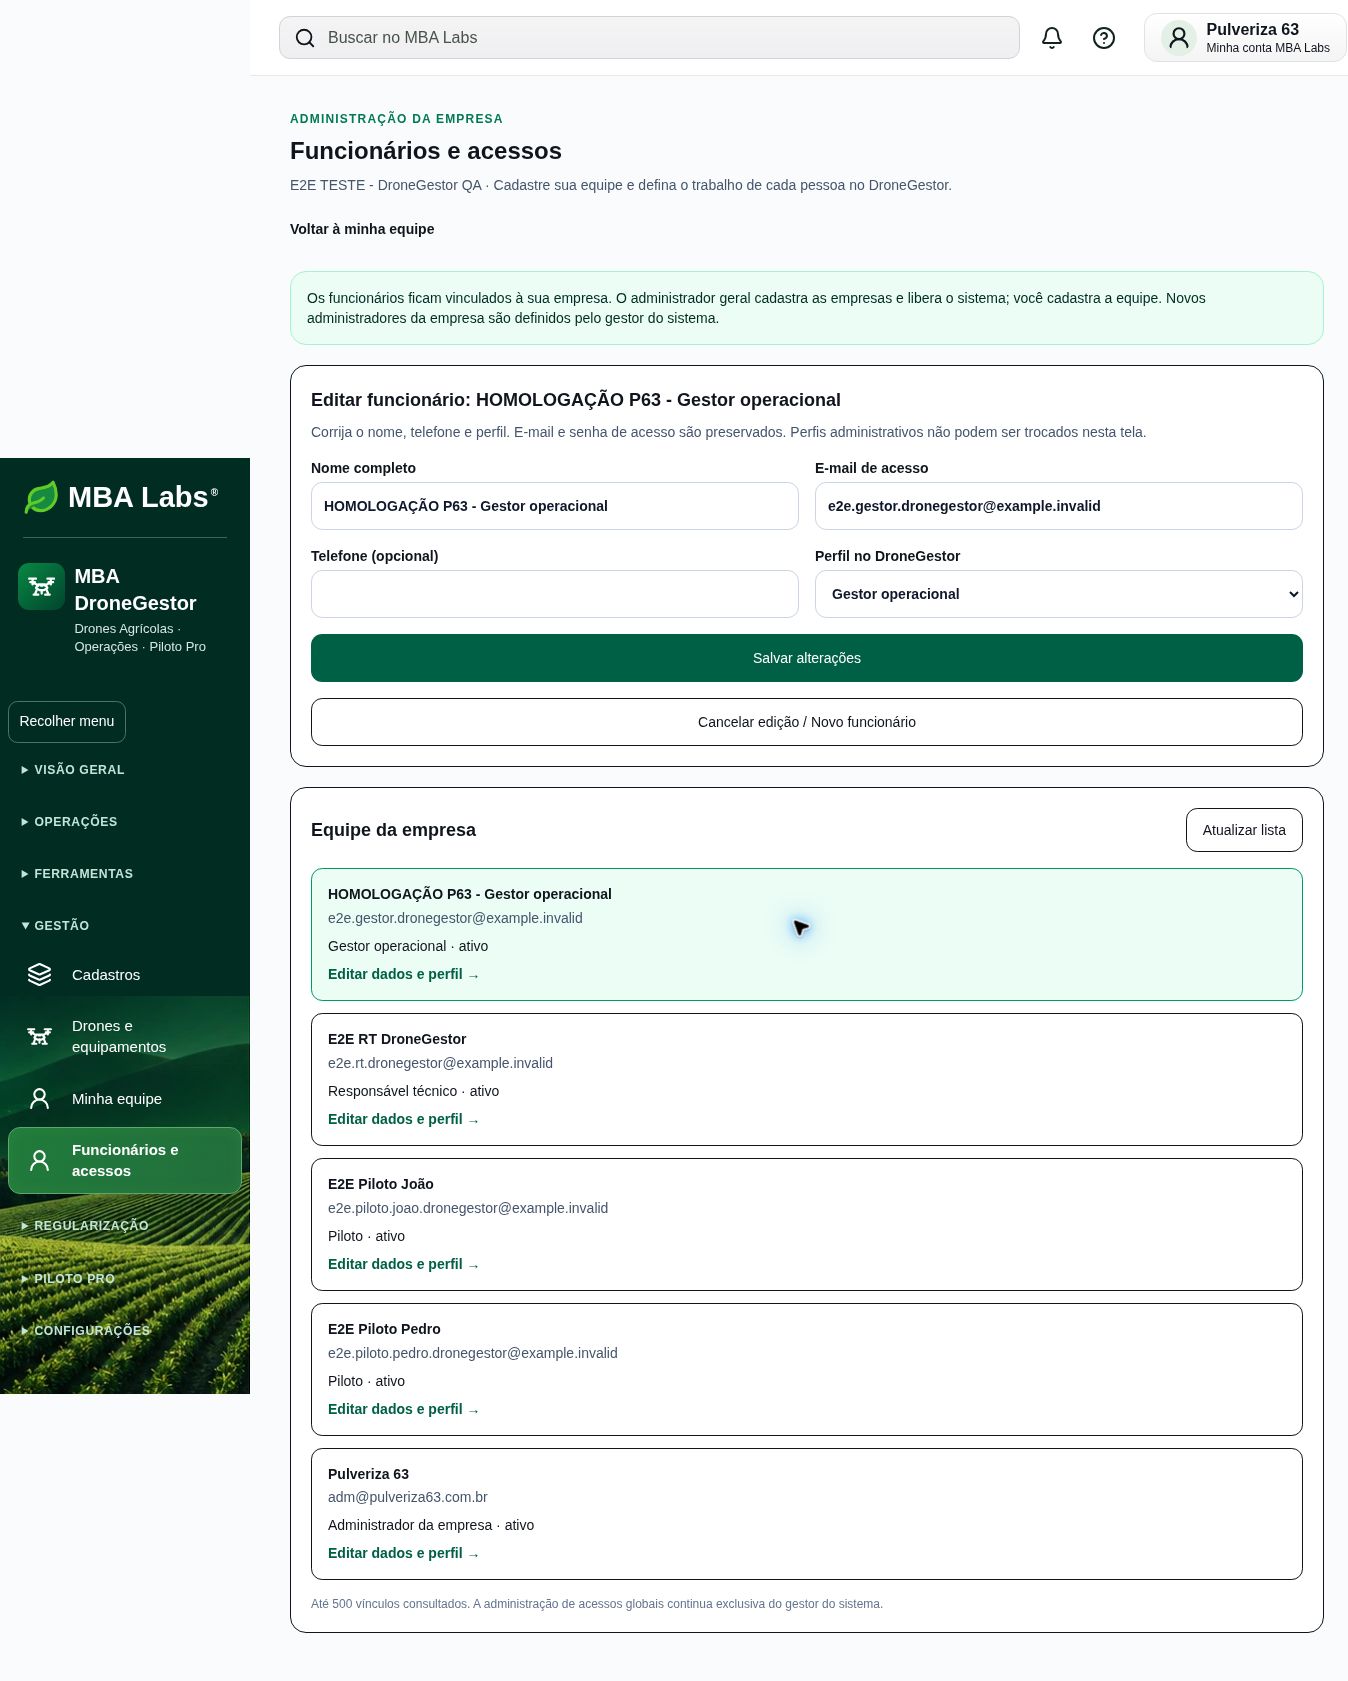 Buscar no MBA Labs
Pulveriza 63
Minha conta MBA Labs
ADMINISTRAÇÃO DA EMPRESA
Funcionários e acessos
E2E TESTE - DroneGestor QA · Cadastre sua equipe e defina o trabalho de cada pessoa no DroneGestor.
Voltar à minha equipe
Os funcionários ficam vinculados à sua empresa. O administrador geral cadastra as empresas e libera o sistema; você cadastra a equipe. Novos
administradores da empresa são definidos pelo gestor do sistema.
Editar funcionário: HOMOLOGAÇÃO P63 - Gestor operacional
Corrija o nome, telefone e perfil. E-mail e senha de acesso são preservados. Perfis administrativos não podem ser trocados nesta tela.
Nome completo
HOMOLOGAÇÃO P63 - Gestor operacional
E-mail de acesso
e2e.gestor.dronegestor@example.invalid
Telefone (opcional)
Perfil no DroneGestor
Gestor operacional
Salvar alterações
Cancelar edição / Novo funcionário
Equipe da empresa
Atualizar lista
HOMOLOGAÇÃO P63 - Gestor operacional
e2e.gestor.dronegestor@example.invalid
Gestor operacional · ativo
Editar dados e perfil →
E2E RT DroneGestor
e2e.rt.dronegestor@example.invalid
Responsável técnico · ativo
Editar dados e perfil →
E2E Piloto João
e2e.piloto.joao.dronegestor@example.invalid
Piloto · ativo
Editar dados e perfil →
E2E Piloto Pedro
e2e.piloto.pedro.dronegestor@example.invalid
Piloto · ativo
Editar dados e perfil →
Pulveriza 63
adm@pulveriza63.com.br
Administrador da empresa · ativo
Editar dados e perfil →
Até 500 vínculos consultados. A administração de acessos globais continua exclusiva do gestor do sistema.
MBA Labs®
MBA
DroneGestor
Drones Agrícolas ·
Operações · Piloto Pro
Recolher menu
VISÃO GERAL
OPERAÇÕES
FERRAMENTAS
GESTÃO
Cadastros
Drones e
equipamentos
Minha equipe
Funcionários e
acessos
REGULARIZAÇÃO
PILOTO PRO
CONFIGURAÇÕES